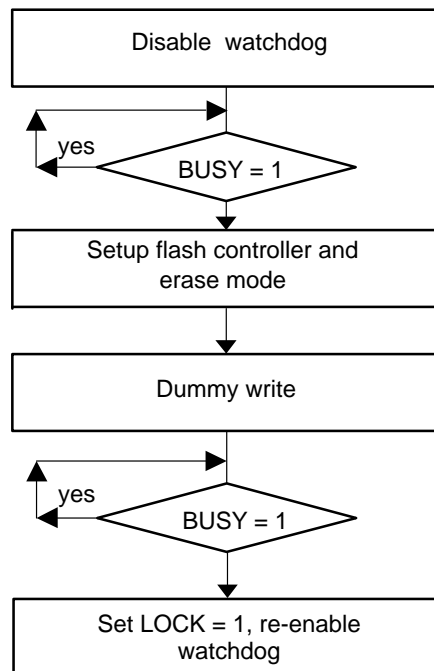 Disable watchdog
yes
BUSY = 1
Setup flash controller and
erase mode
Dummy write
yes
BUSY = 1
Set LOCK = 1, re-enable
watchdog